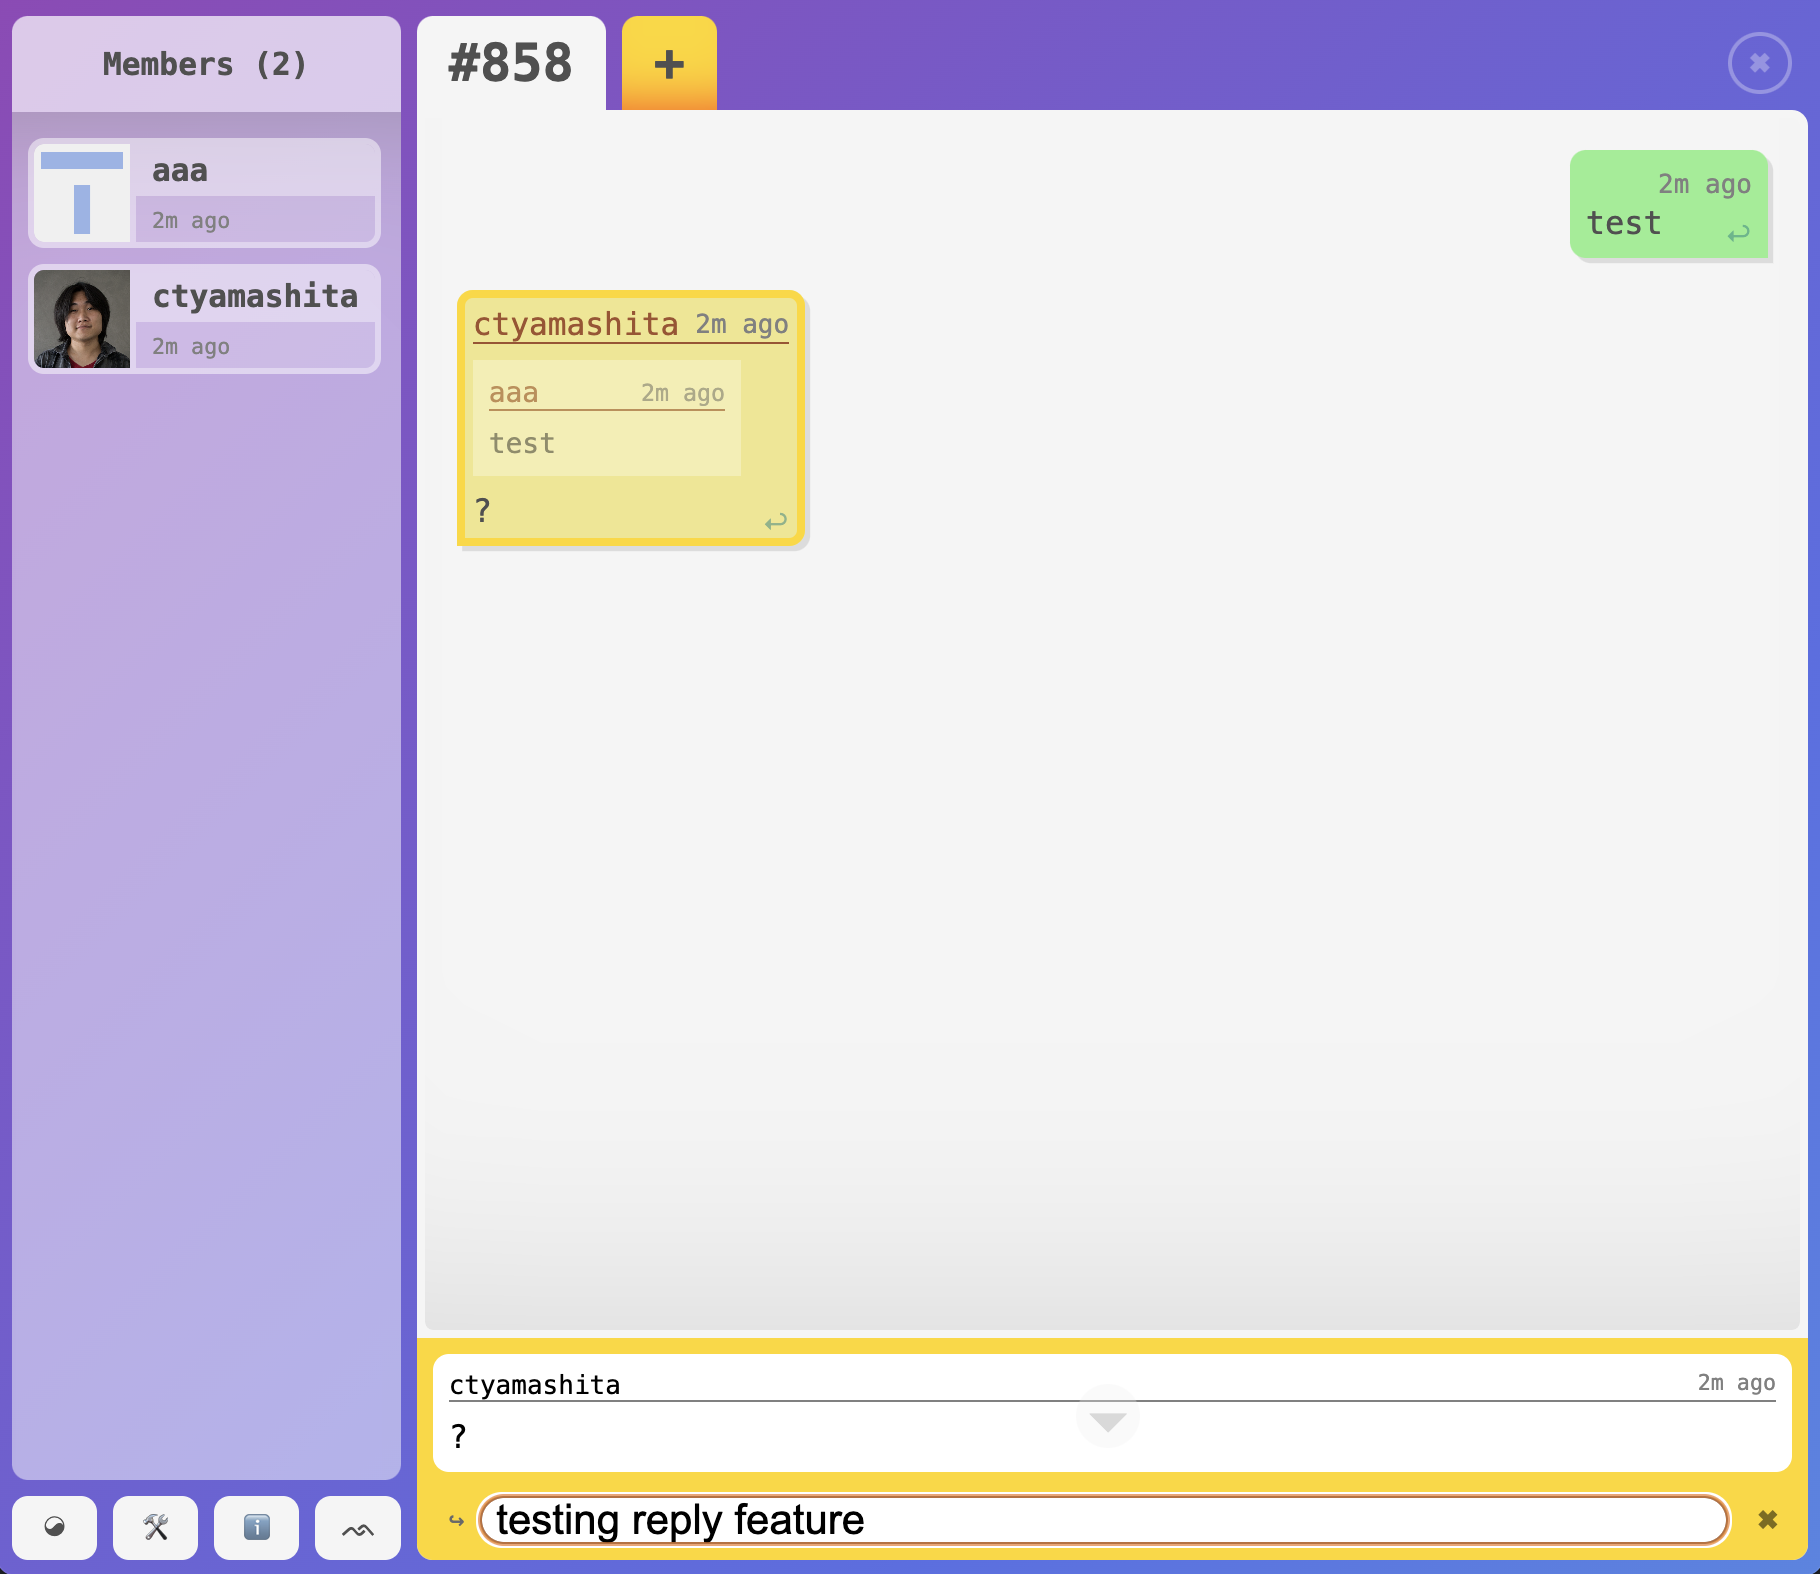 Members (2)
aaa
2m ago
ctyamashita
2m ago
#858
+
2m ago
test
ctyamashita 2m ago
aaa 2m ago
test
?
ctyamashita 2m ago
?
testing reply feature